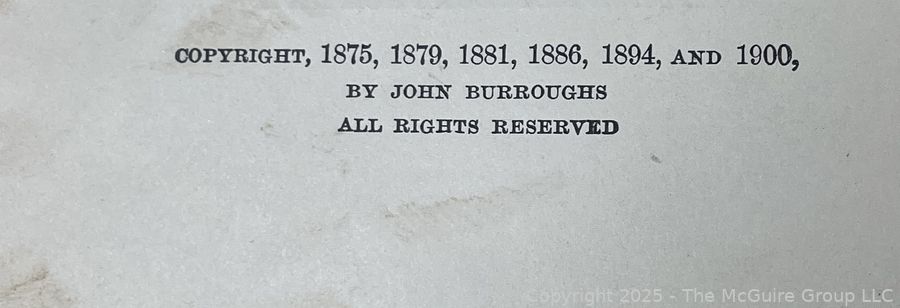 COPYRIGHT, 1875, 1879, 1881, 1886, 1894, AND 1900,
BY JOHN BURROUGHS
ALL RIGHTS RESERVED
Copyright 2025 - The McGuire Group LLC